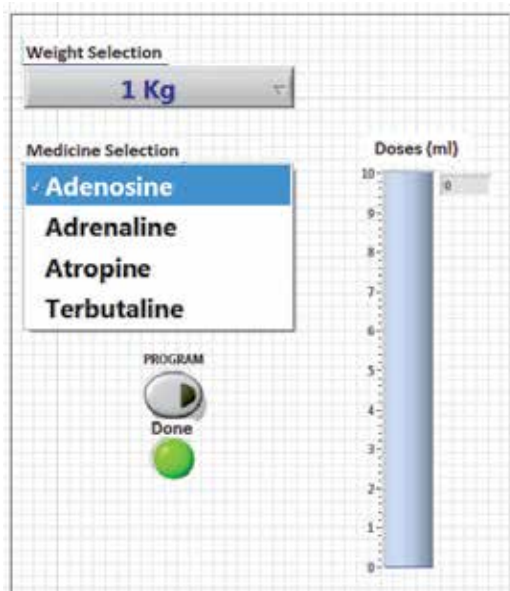 Weight Selection
1 Kg
Medicine Selection
✓ Adenosine
Adrenaline
Atropine
Terbutaline
PROGRAM
Done
Doses (ml)
10
0
9
8
7
6
5
4
3
2
1
0